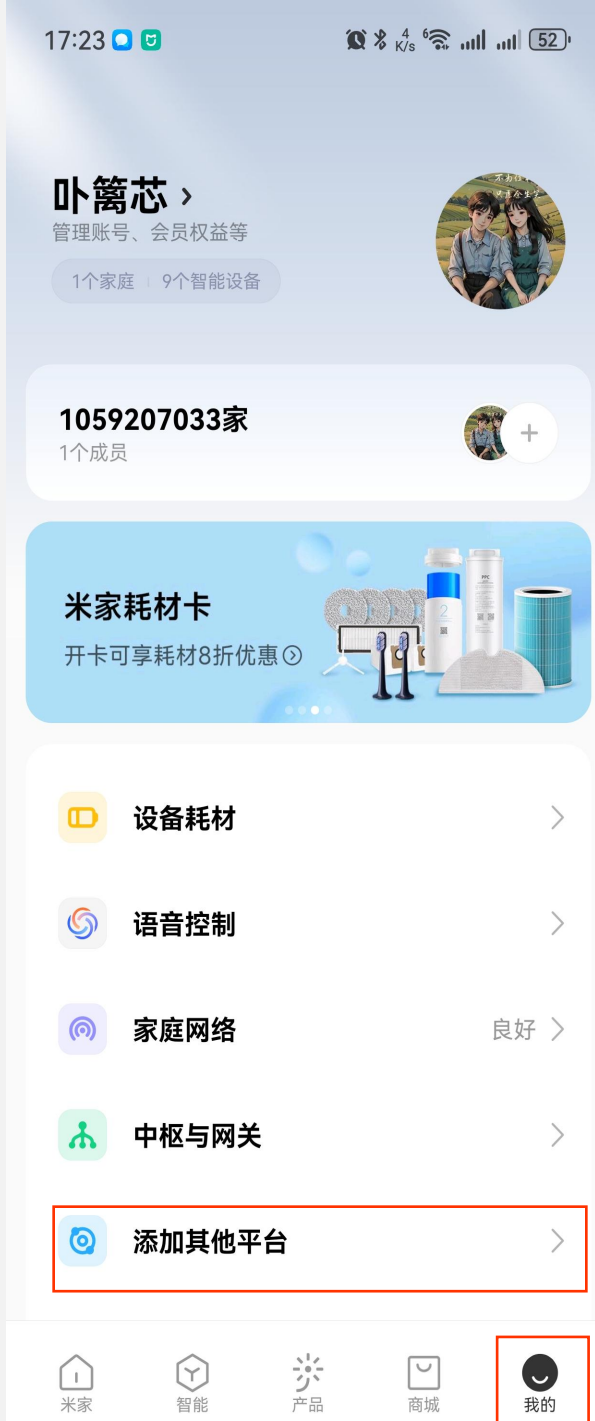 17:23
4
K/s
6
52
卟篱芯
管理账号、会员权益等
1个家庭 9个智能设备
1059207033家
1个成员
米家耗材卡
开卡可享耗材8折优惠
设备耗材
语音控制
家庭网络 良好
中枢与网关
添加其他平台
米家 智能 产品 商城 我的